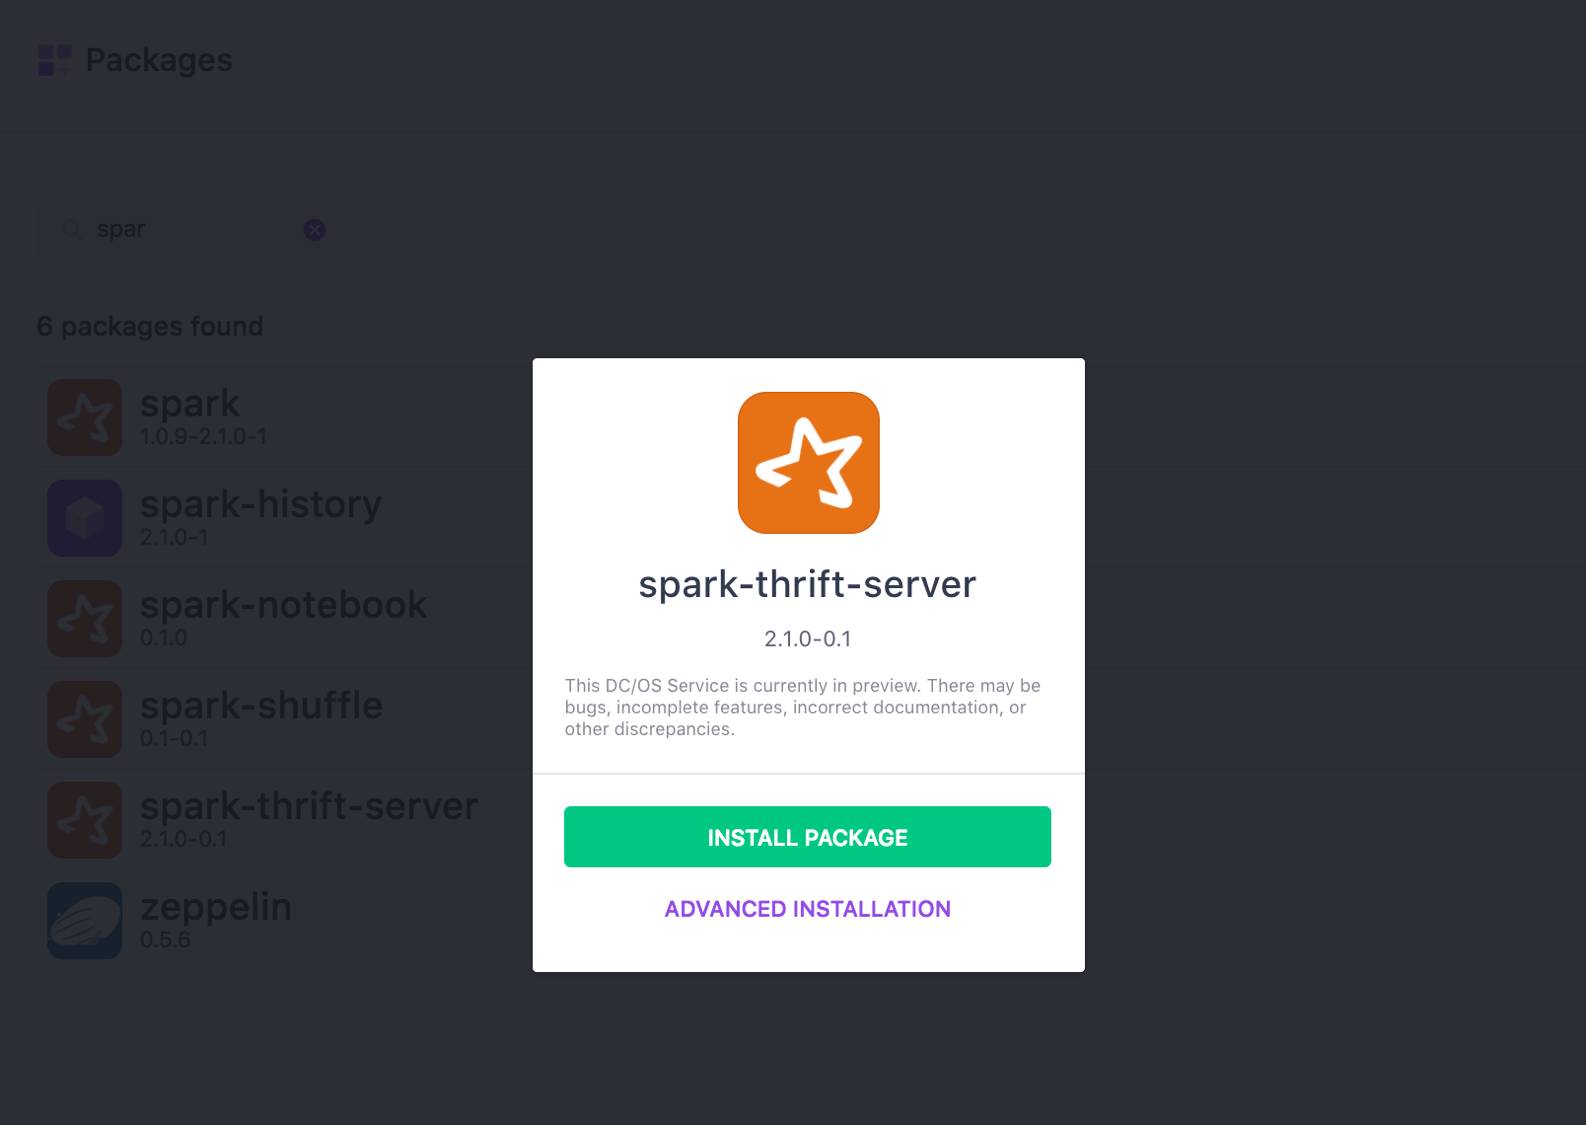 Packages
spar
6 packages found
spark
1.0.9-2.1.0-1
spark-history
2.1.0-1
spark-notebook
0.1.0
spark-shuffle
0.1-0.1
spark-thrift-server
2.1.0-0.1
zeppelin
0.5.6
spark-thrift-server
2.1.0-0.1
This DC/OS Service is currently in preview. There may be
bugs, incomplete features, incorrect documentation, or
other discrepancies.
INSTALL PACKAGE
ADVANCED INSTALLATION